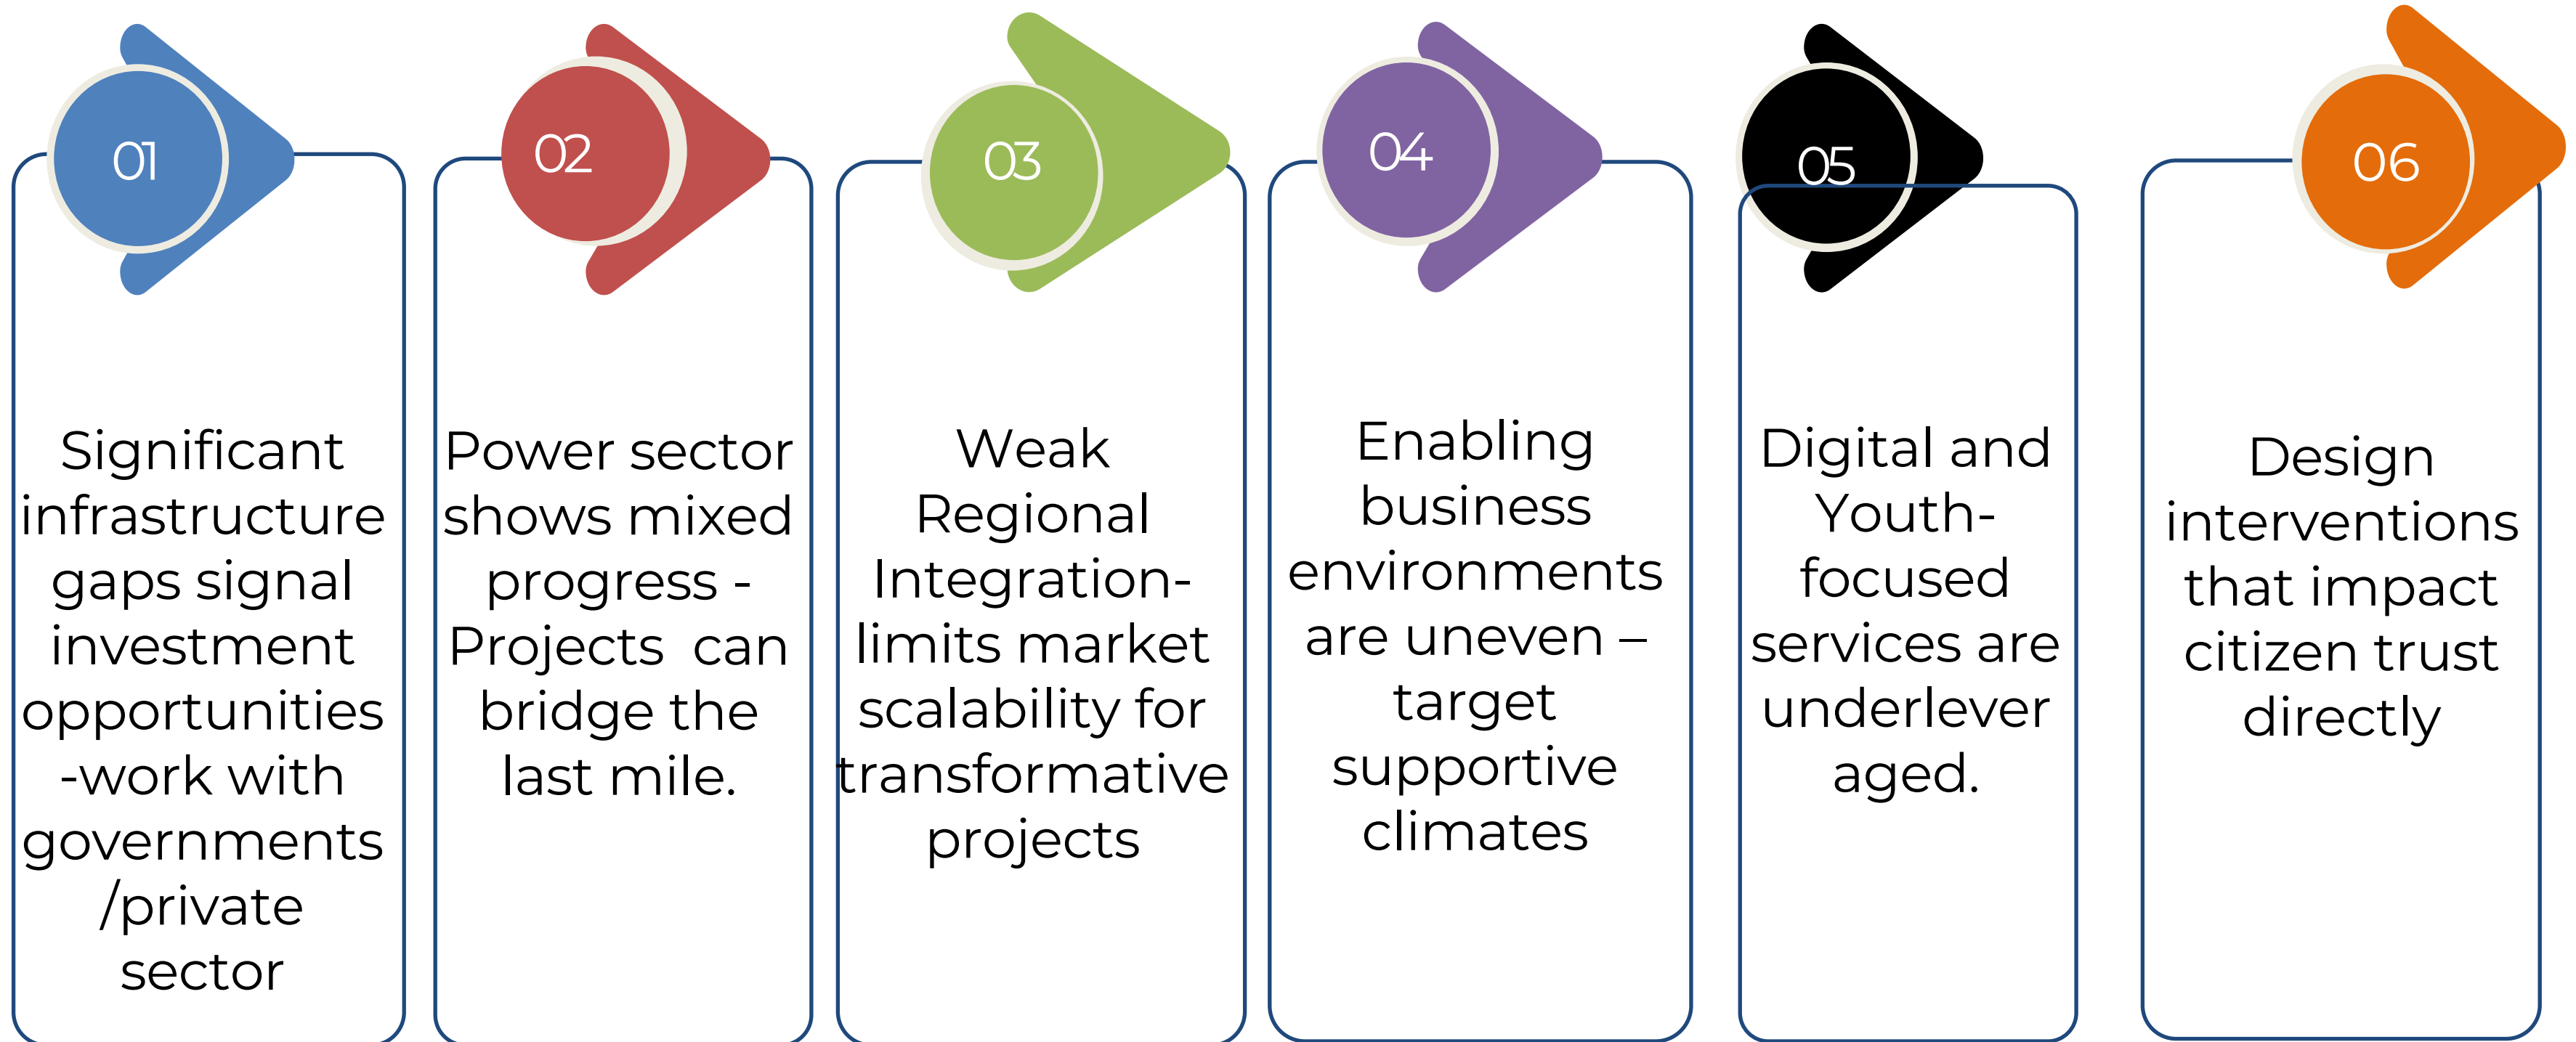 01
Significant
infrastructure
gaps signal
investment
opportunities
-work with
governments
/private
sector
02
Power sector
shows mixed
progress -
Projects  can
bridge the
last mile.
03
Weak
Regional
Integration-
limits market
scalability for
transformative
projects
04
Enabling
business
environments
are uneven –
target
supportive
climates
05
Digital and
Youth-
focused
services are
underlever
aged.
06
Design
interventions
that impact
citizen trust
directly